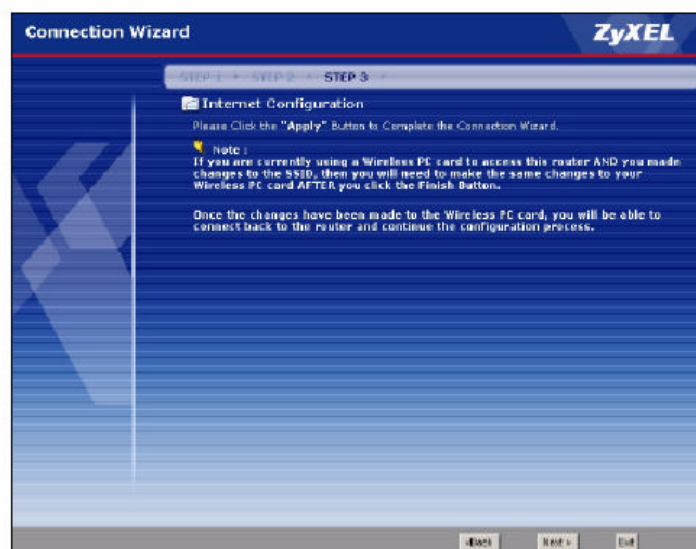 Connection Wizard
ZyXEL
STEP 1 STEP 2 STEP 3
Internet Configuration
Please Click the "Apply" Button to Complete the Connection Wizard.
Note :
If you are currently using a Wireless PC card to access this router AND you made
changes to the SSID, then you will need to make the same changes to your
Wireless PC card AFTER you click the Finish Button.
Once the changes have been made to the Wireless PC card, you will be able to
connect back to the router and continue the configuration process.
<Back Next > Exit